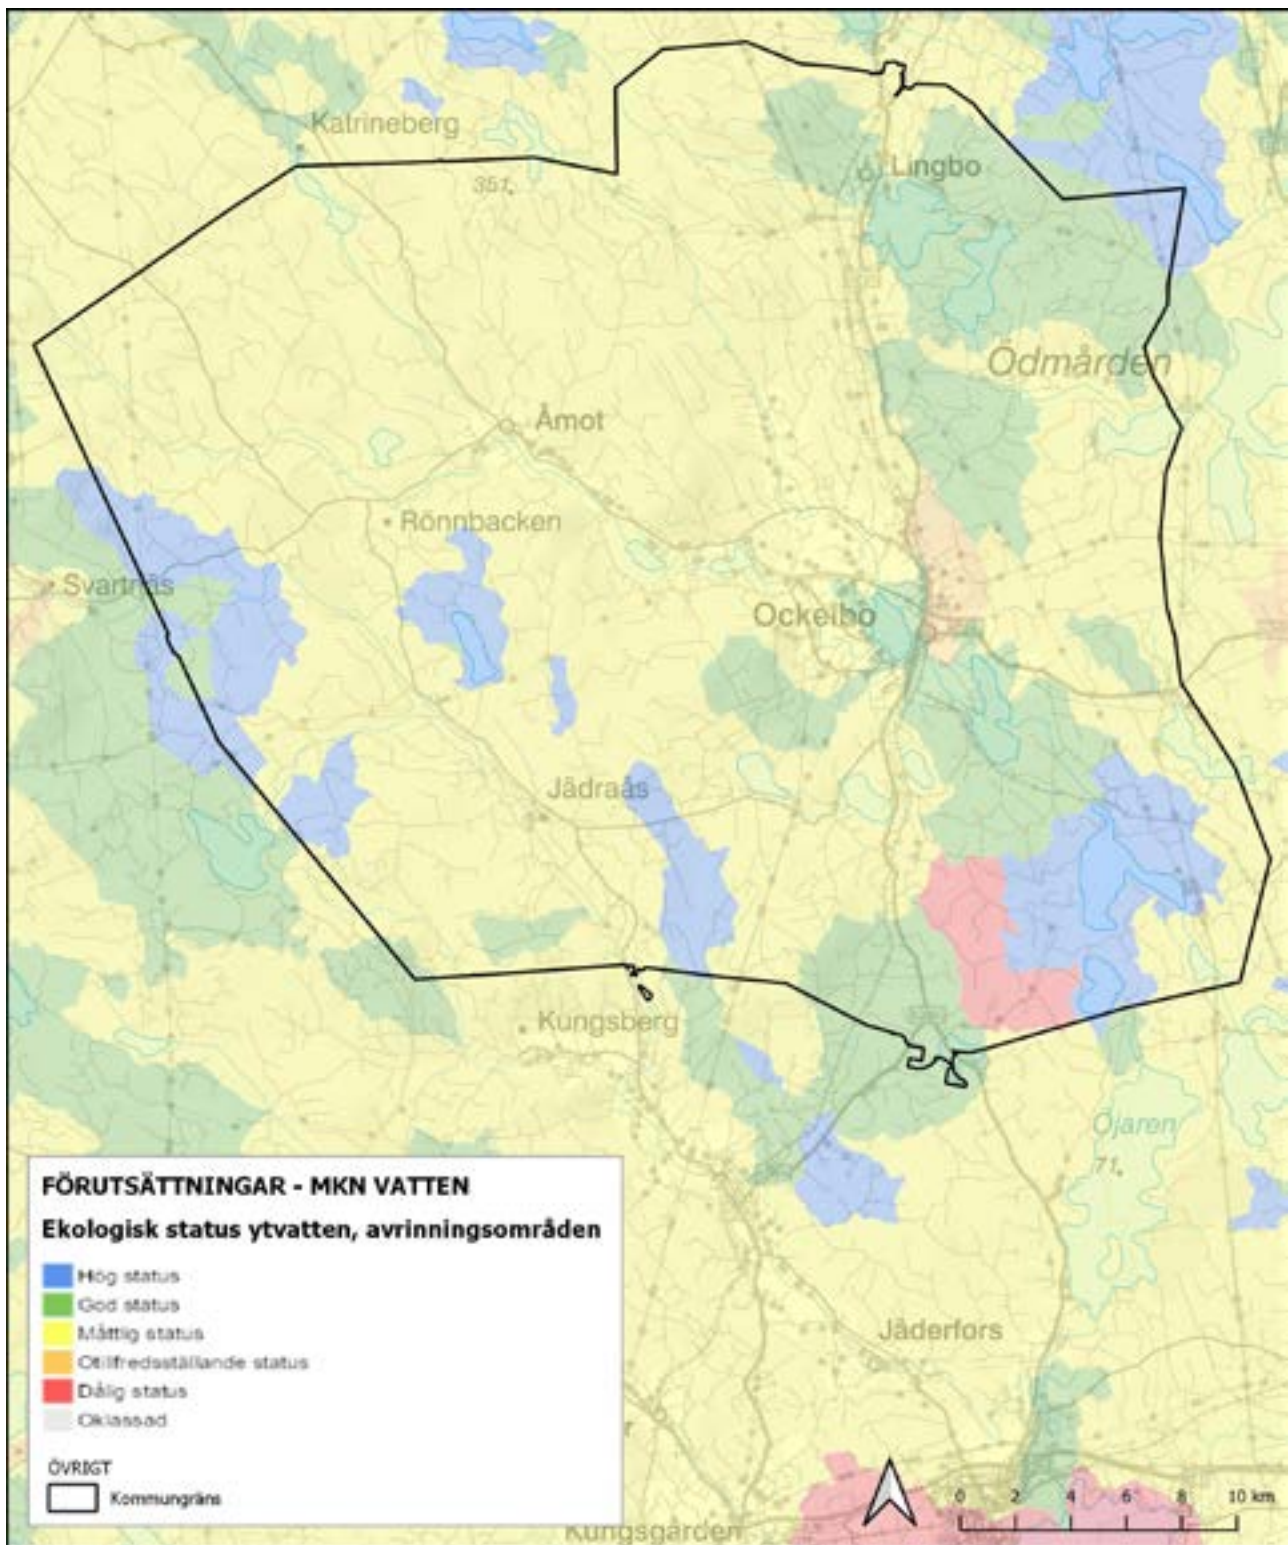 Katrineberg
351.
Lingbo
Ödmården
Åmot
Rönnbacken
Svartnäs
Ockelbo
Jädraås
Kungsberg
Öjaren
71.
Jäderfors
Kungsgården
FÖRUTSÄTTNINGAR - MKN VATTEN
Ekologisk status ytvatten, avrinningsområden
Hög status
God status
Måttlig status
Otillfredsställande status
Dålig status
Oklassad
ÖVRIGT
Kommungräns
0 2 4 6 8 10 km